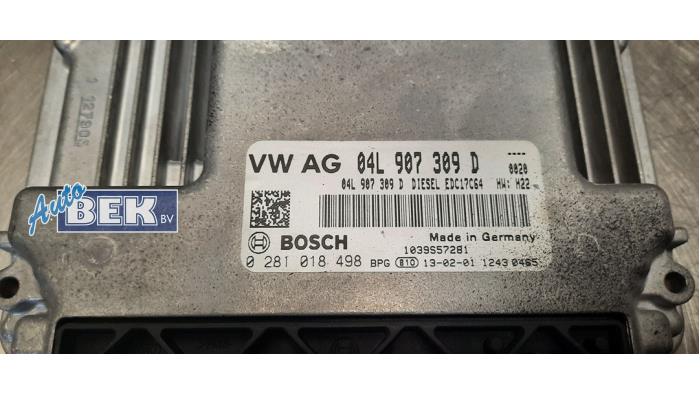 VW AG 04L 907 309 D 0020
04L 907 309 D DIESEL EDC17C64 HW: H22
BOSCH Made in Germany
1039S57281
0 281 018 498 BPG B10 13-02-01 1243 0465
Auto
BEK BV